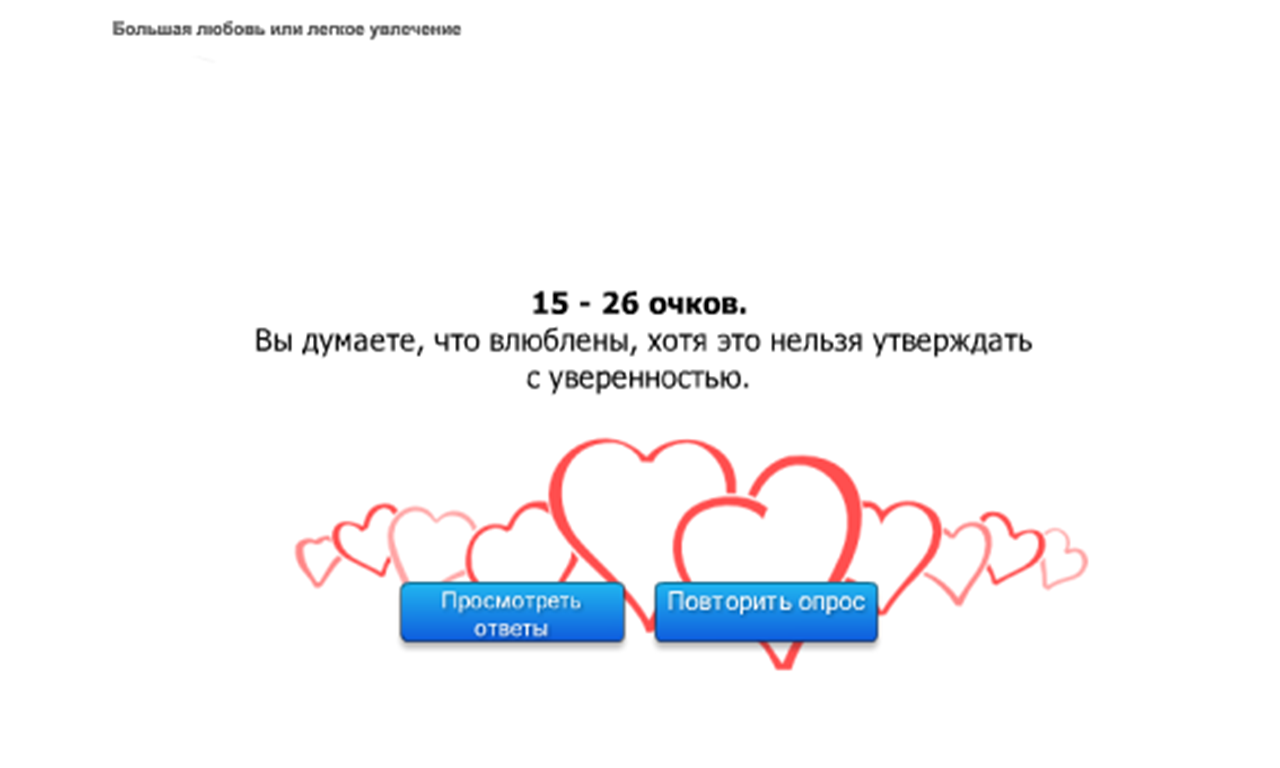 Большая любовь или легкое увлечение
15 - 26 очков.
Вы думаете, что влюблены, хотя это нельзя утверждать
с уверенностью.
Просмотреть
ответы
Повторить опрос